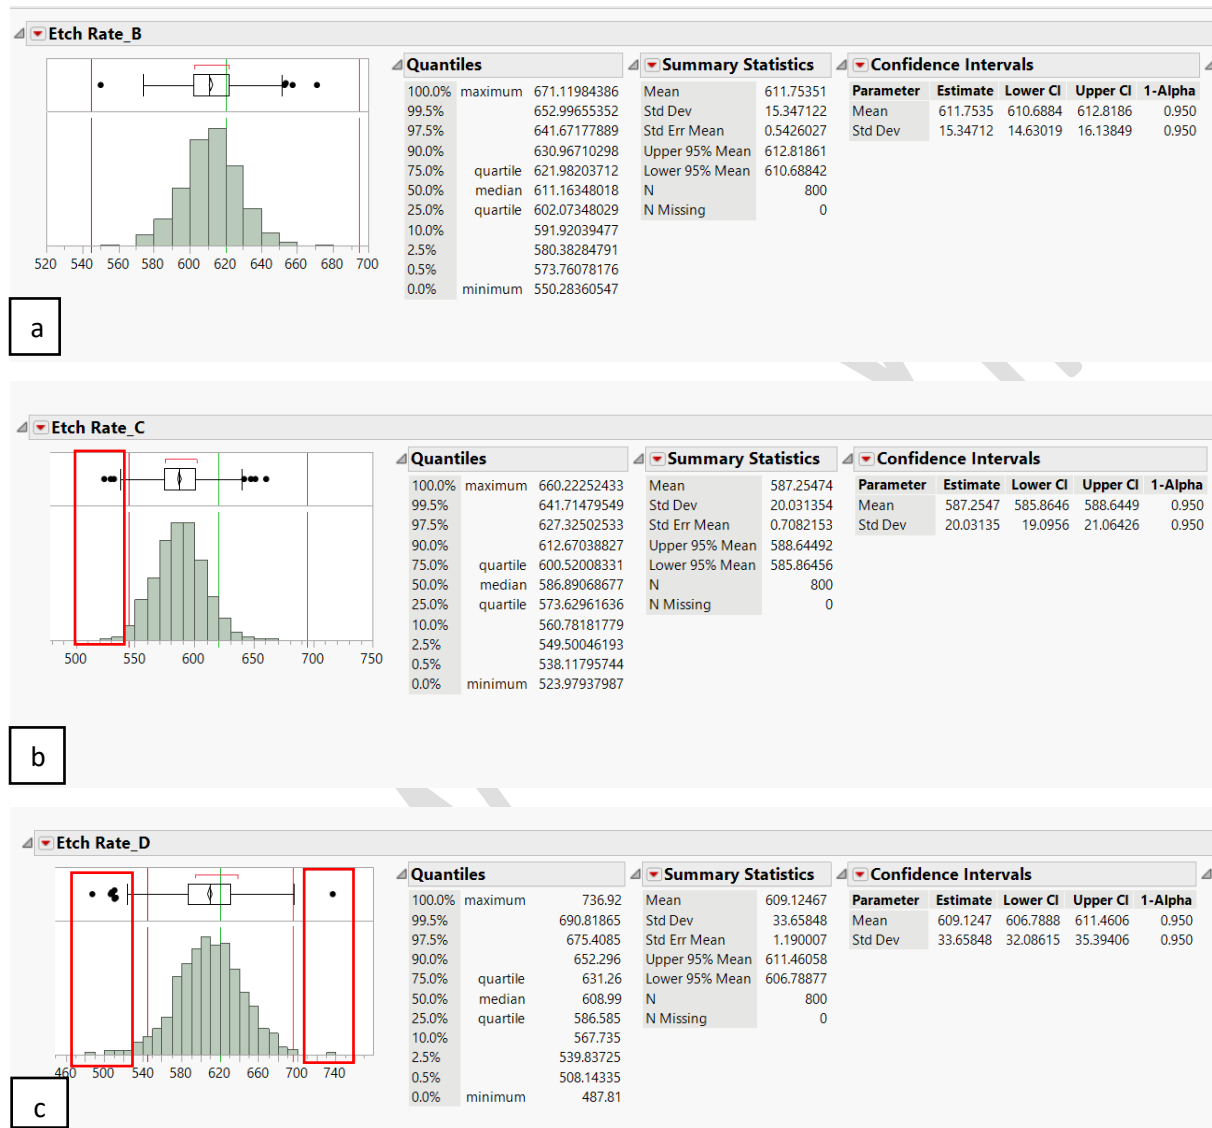 Etch Rate_B
520 540 560 580 600 620 640 660 680 700
Quantiles
100.0% maximum 671.11984386
99.5% 652.99655352
97.5% 641.67177889
90.0% 630.96710298
75.0% quartile 621.98203712
50.0% median 611.16348018
25.0% quartile 602.07348029
10.0% 591.92039477
2.5% 580.38284791
0.5% 573.76078176
0.0% minimum 550.28360547
Summary Statistics
Mean 611.75351
Std Dev 15.347122
Std Err Mean 0.5426027
Upper 95% Mean 612.81861
Lower 95% Mean 610.68842
N 800
N Missing 0
Confidence Intervals
Parameter Estimate Lower CI Upper CI 1-Alpha
Mean 611.7535 610.6884 612.8186 0.950
Std Dev 15.34712 14.63019 16.13849 0.950
a
Etch Rate_C
500 550 600 650 700 750
Quantiles
100.0% maximum 660.22252433
99.5% 641.71479549
97.5% 627.32502533
90.0% 612.67038827
75.0% quartile 600.52008331
50.0% median 586.89068677
25.0% quartile 573.62961636
10.0% 560.78181779
2.5% 549.50046193
0.5% 538.11795744
0.0% minimum 523.97937987
Summary Statistics
Mean 587.25474
Std Dev 20.031354
Std Err Mean 0.7082153
Upper 95% Mean 588.64492
Lower 95% Mean 585.86456
N 800
N Missing 0
Confidence Intervals
Parameter Estimate Lower CI Upper CI 1-Alpha
Mean 587.2547 585.8646 588.6449 0.950
Std Dev 20.03135 19.0956 21.06426 0.950
b
Etch Rate_D
460 500 540 580 620 660 700 740
Quantiles
100.0% maximum 736.92
99.5% 690.81865
97.5% 675.4085
90.0% 652.296
75.0% quartile 631.26
50.0% median 608.99
25.0% quartile 586.585
10.0% 567.735
2.5% 539.83725
0.5% 508.14335
0.0% minimum 487.81
Summary Statistics
Mean 609.12467
Std Dev 33.65848
Std Err Mean 1.190007
Upper 95% Mean 611.46058
Lower 95% Mean 606.78877
N 800
N Missing 0
Confidence Intervals
Parameter Estimate Lower CI Upper CI 1-Alpha
Mean 609.1247 606.7888 611.4606 0.950
Std Dev 33.65848 32.08615 35.39406 0.950
c